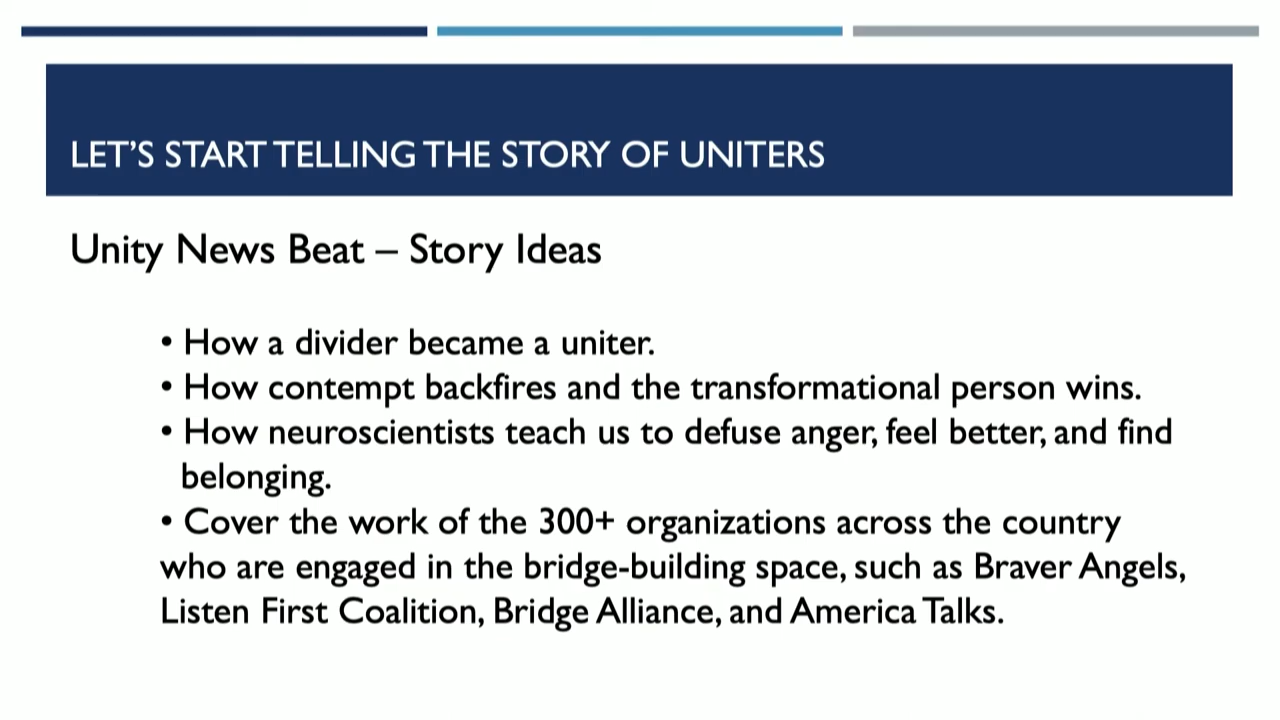 LET’S START TELLING THE STORY OF UNITERS
Unity News Beat – Story Ideas
• How a divider became a uniter.
• How contempt backfires and the transformational person wins.
• How neuroscientists teach us to defuse anger, feel better, and find
belonging.
• Cover the work of the 300+ organizations across the country
who are engaged in the bridge-building space, such as Braver Angels,
Listen First Coalition, Bridge Alliance, and America Talks.